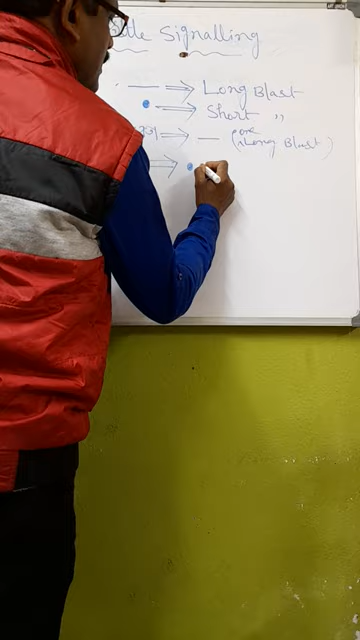 Signalling
— ⇒ Long Blast
• ⇒ Short "
⇒ — (one Long Blast)
⇒ •